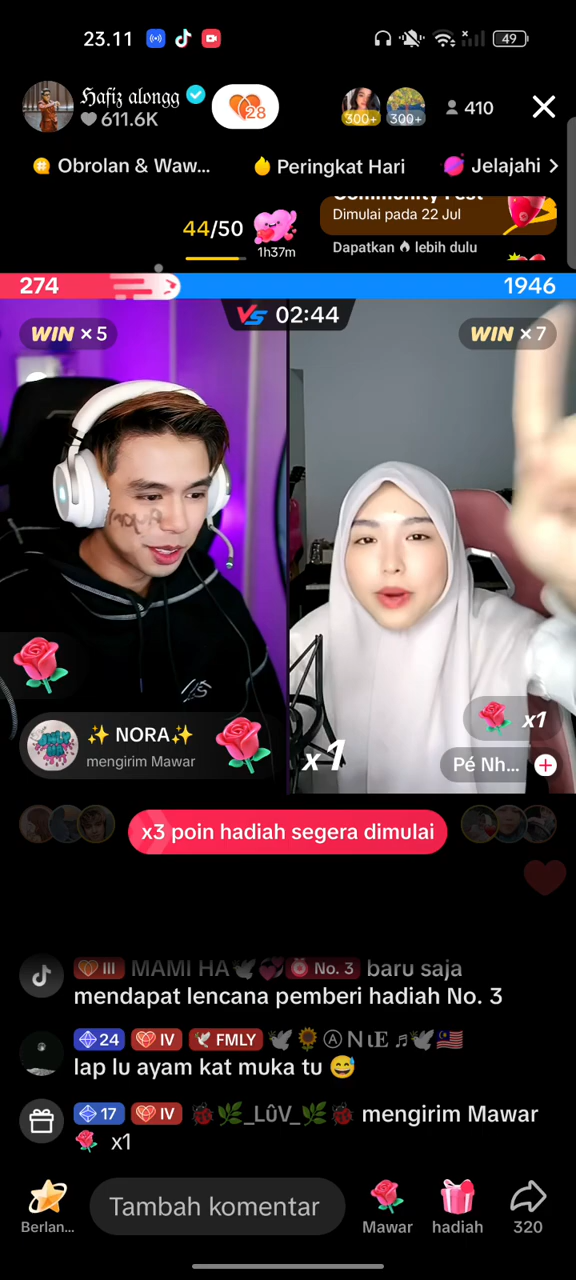 23.11
49
Hafiz alongg
611.6K
28
300+
300+
410
Obrolan & Waw...
Peringkat Hari
Jelajahi
44/50
1h37m
Community Fest
Dimulai pada 22 Jul
Dapatkan 🔥 lebih dulu
274
1946
VS 02:44
WIN x 5
WIN x 7
✨ NORA✨
mengirim Mawar
x1
x1
Pé Nh...
x3 poin hadiah segera dimulai
III MAMI HA🕊💞 No. 3 baru saja
mendapat lencana pemberi hadiah No. 3
24 IV FMLY 🕊🌻ⒶNιE♬🕊🇲🇾
lap lu ayam kat muka tu 😅
17 IV 🐞🌿_LûV_🌿🐞 mengirim Mawar
🌹 x1
Berlan...
Tambah komentar
Mawar
hadiah
320